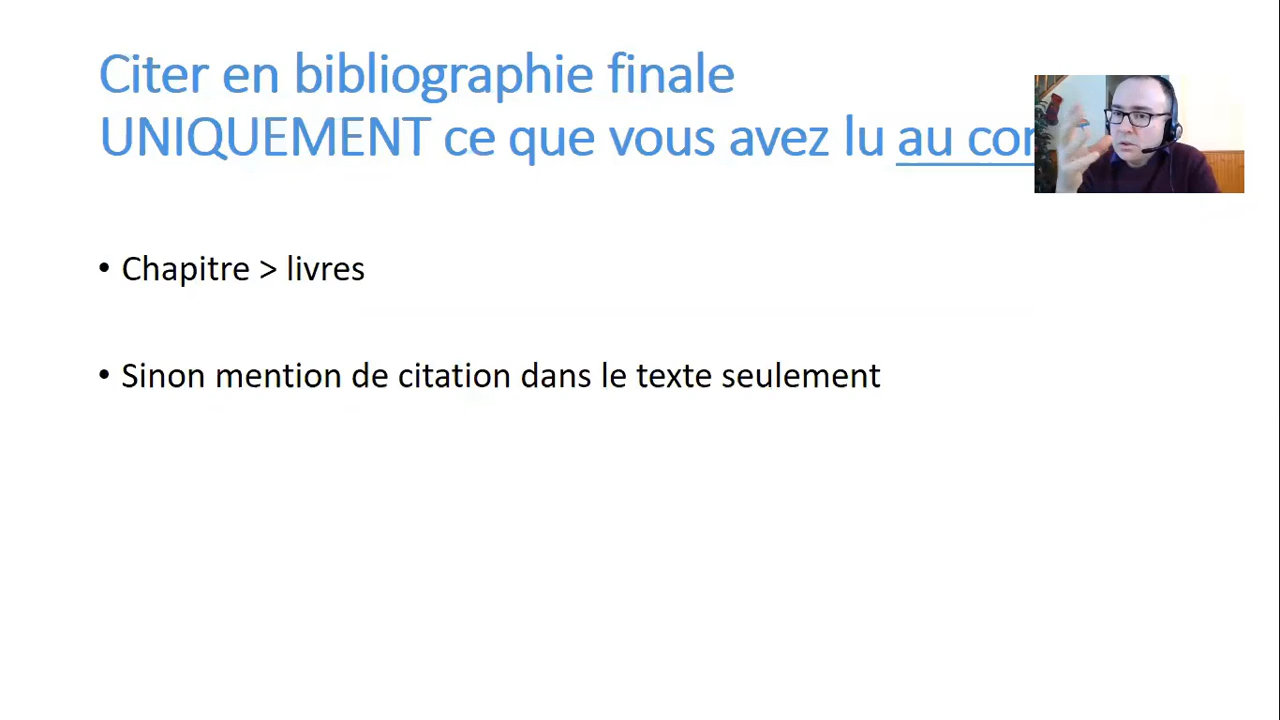 Citer en bibliographie finale
UNIQUEMENT ce que vous avez lu au
• Chapitre > livres
• Sinon mention de citation dans le texte seulement